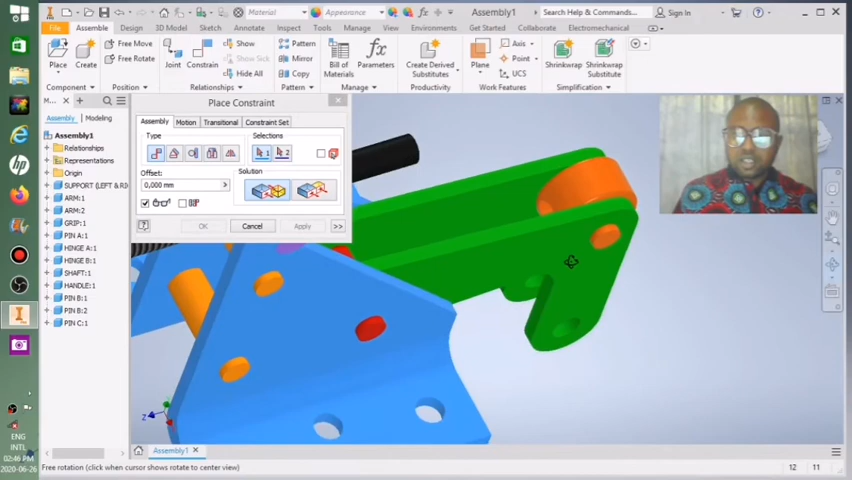 Material
Appearance
Assembly1
Search Help & Commands...
Sign In
File
Assemble
Design
3D Model
Sketch
Annotate
Inspect
Tools
Manage
View
Environments
Get Started
Collaborate
Electromechanical
Place
Create
Free Move
Free Rotate
Joint
Constrain
Show
Show Sick
Hide All
Pattern
Mirror
Copy
Bill of Materials
Parameters
Create Derived Substitutes
Plane
Axis
Point
UCS
Shrinkwrap
Shrinkwrap Substitute
Component
Position
Relationships
Pattern
Manage
Productivity
Work Features
Simplification
Assembly
Modeling
Assembly1
Relationships
Representations
Origin
SUPPORT (LEFT & RI
ARM:1
ARM:2
GRIP:1
PIN A:1
HINGE A:1
HINGE B:1
SHAFT:1
HANDLE:1
PIN B:1
PIN B:2
PIN C:1
Place Constraint
Assembly
Motion
Transitional
Constraint Set
Type
Selections
1
2
Offset:
Solution
0,000 mm
OK
Cancel
Apply
>>
Z
Assembly1
Free rotation (click when cursor shows rotate to center view)
12
11
ENG
INTL
02:46 PM
2020-06-26